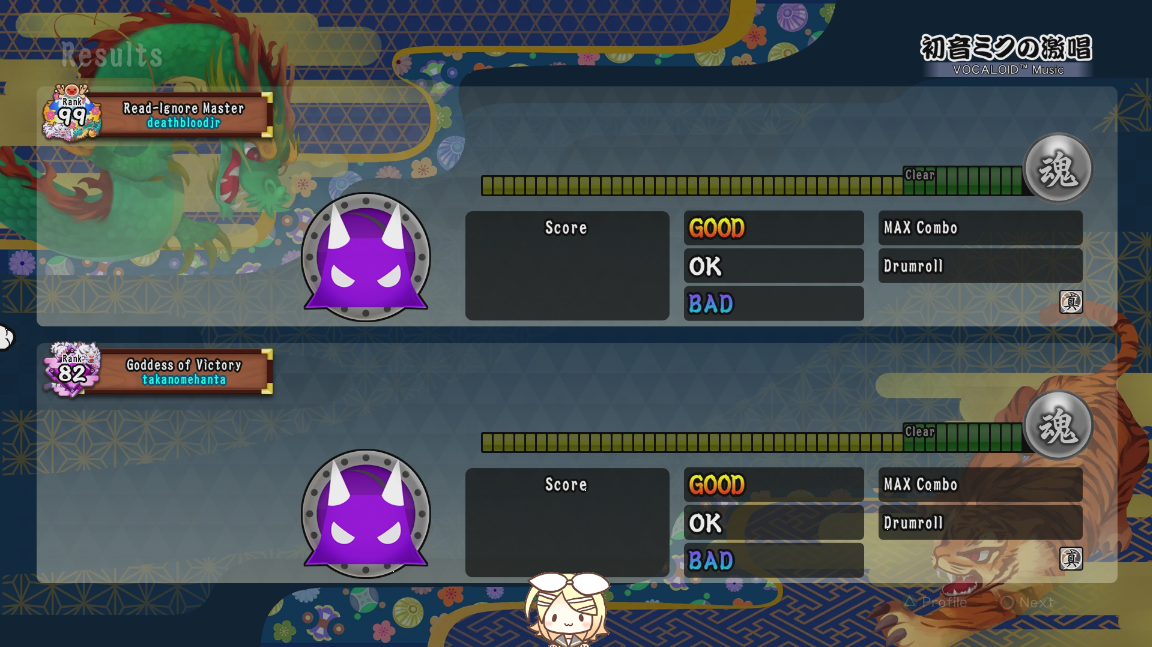 Results
初音ミクの激唱
VOCALOID™ Music
Rank
99
Read-Ignore Master
deathbloodjr
Clear
魂
Score
GOOD
OK
BAD
MAX Combo
Drumroll
裏
Rank
82
Goddess of Victory
takanomehanta
Clear
魂
Score
GOOD
OK
BAD
MAX Combo
Drumroll
裏
△ Profile
○ Next